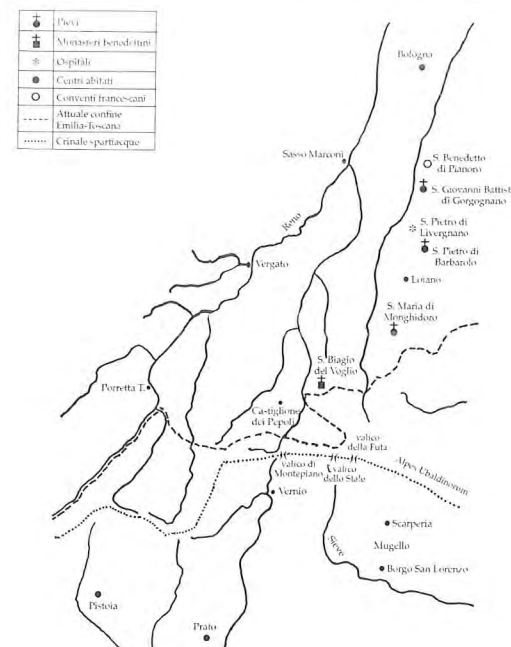 Pievi
Monasteri benedettini
Ospitali
Centri abitati
Conventi francescani
Attuale confine
Emilia-Toscana
Crinale spartiacque
Bologna
Sasso Marconi
S. Benedetto
di Pianoro
S. Giovanni Battist
di Gorgognano
Reno
S. Pietro di
Livergnano
S. Pietro di
Barbarolo
Vergato
Loiano
S. Maria di
Monghidoro
S. Biagio
del Voglio
Porretta T.
Castiglione
dei Pepoli
valico
della Futa
valico di
Montepiano
valico
dello Stale
Alpes Ubaldinorum
Vernio
Scarperia
Sieve
Mugello
Borgo San Lorenzo
Pistoia
Prato